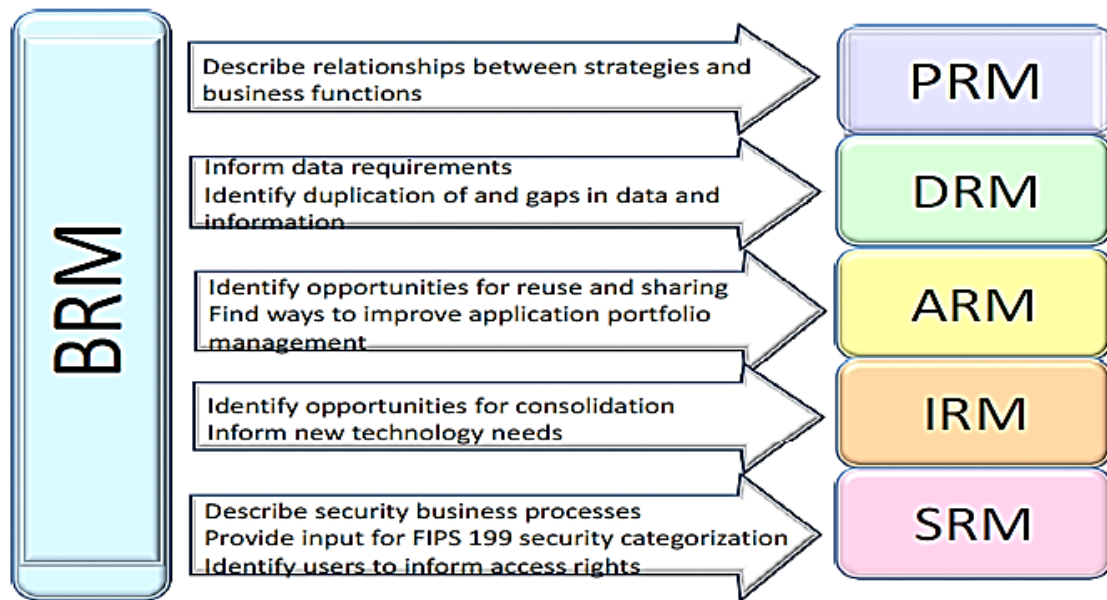 BRM
Describe relationships between strategies and
business functions
PRM
Inform data requirements
Identify duplication of and gaps in data and
information
DRM
Identify opportunities for reuse and sharing
Find ways to improve application portfolio
management
ARM
Identify opportunities for consolidation
Inform new technology needs
IRM
Describe security business processes
Provide input for FIPS 199 security categorization
Identify users to inform access rights
SRM